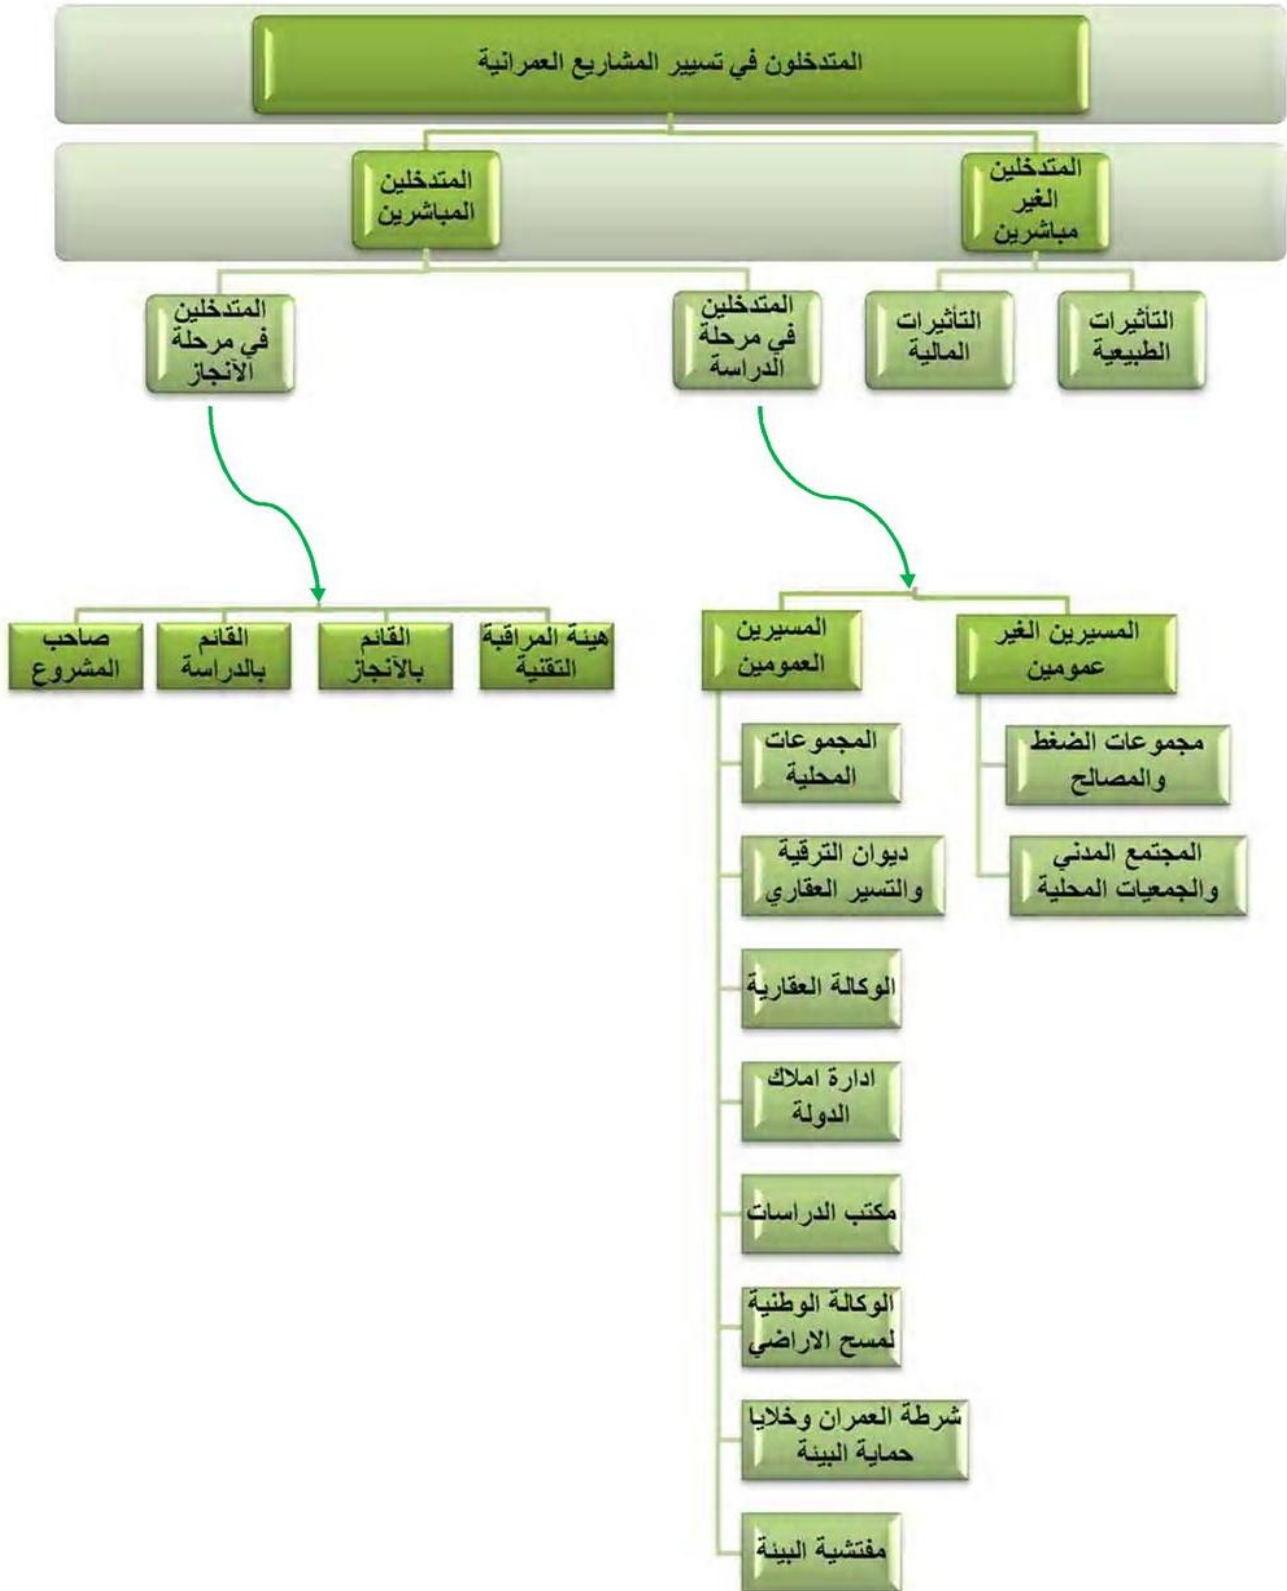 المتدخلون في تسيير المشاريع العمرانية
المتدخلين
الغير
مباشرين
المتدخلين
المباشرين
التأثيرات
الطبيعية
التأثيرات
المالية
المتدخلين
في مرحلة
الدراسة
المتدخلين
في مرحلة
الآنجاز
المسيرين الغير
عمومين
المسيرين
العمومين
هيئة المراقبة
التقنية
القائم
بالآنجاز
القائم
بالدراسة
صاحب
المشروع
مجموعات الضغط
والمصالح
المجتمع المدني
والجمعيات المحلية
المجموعات
المحلية
ديوان الترقية
والتسير العقاري
الوكالة العقارية
ادارة املاك
الدولة
مكتب الدراسات
الوكالة الوطنية
لمسح الاراضي
شرطة العمران وخلايا
حماية البيئة
مفتشية البيئة